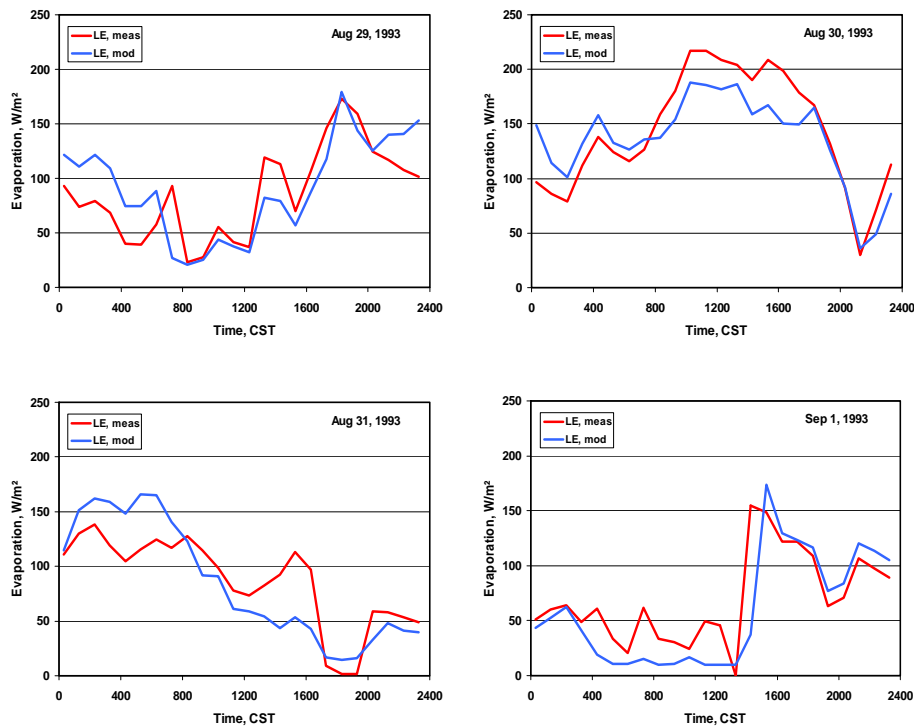 LE, meas
LE, mod
Aug 29, 1993
Evaporation, W/m²
250
200
150
100
50
0
0 400 800 1200 1600 2000 2400
Time, CST
LE, meas
LE, mod
Aug 30, 1993
Evaporation, W/m²
250
200
150
100
50
0
0 400 800 1200 1600 2000 2400
Time, CST
LE, meas
LE, mod
Aug 31, 1993
Evaporation, W/m²
250
200
150
100
50
0
0 400 800 1200 1600 2000 2400
Time, CST
LE, meas
LE, mod
Sep 1, 1993
Evaporation, W/m²
250
200
150
100
50
0
0 400 800 1200 1600 2000 2400
Time, CST